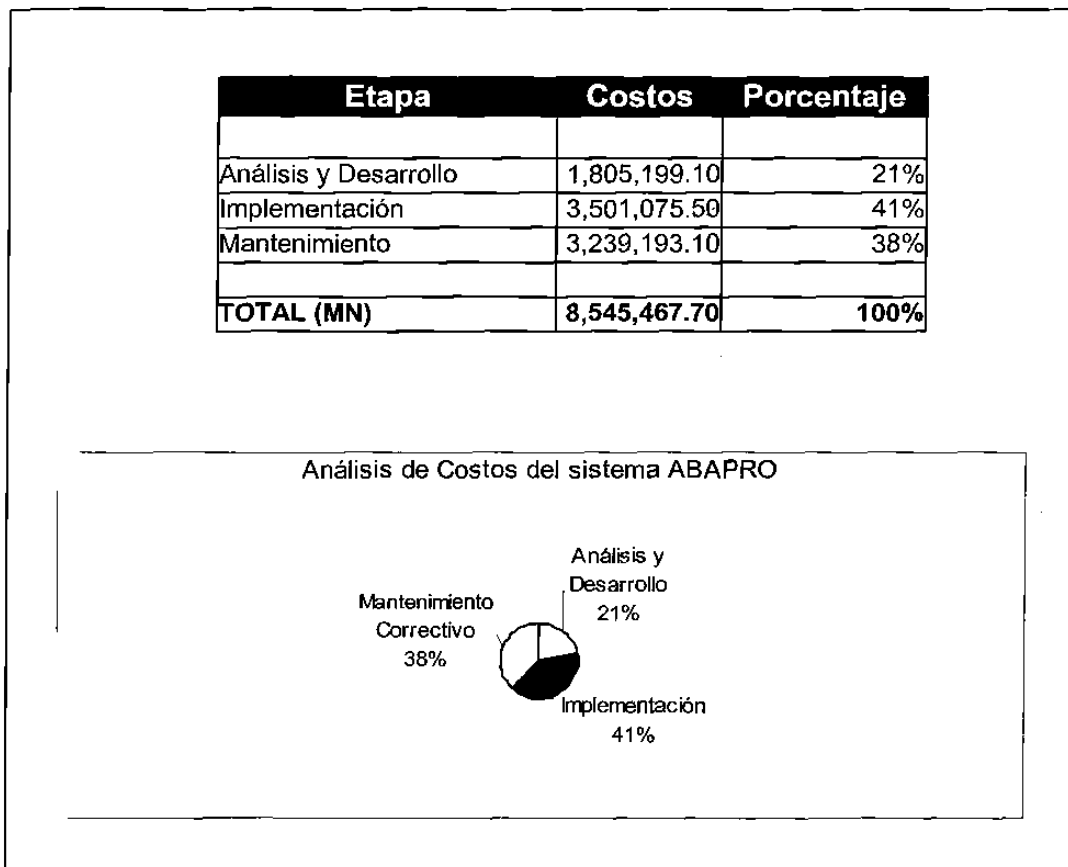 Etapa Costos Porcentaje
Análisis y Desarrollo 1,805,199.10 21%
Implementación 3,501,075.50 41%
Mantenimiento 3,239,193.10 38%
TOTAL (MN) 8,545,467.70 100%
Análisis de Costos del sistema ABAPRO
Análisis y
Desarrollo
21%
Mantenimiento
Correctivo
38%
Implementación
41%